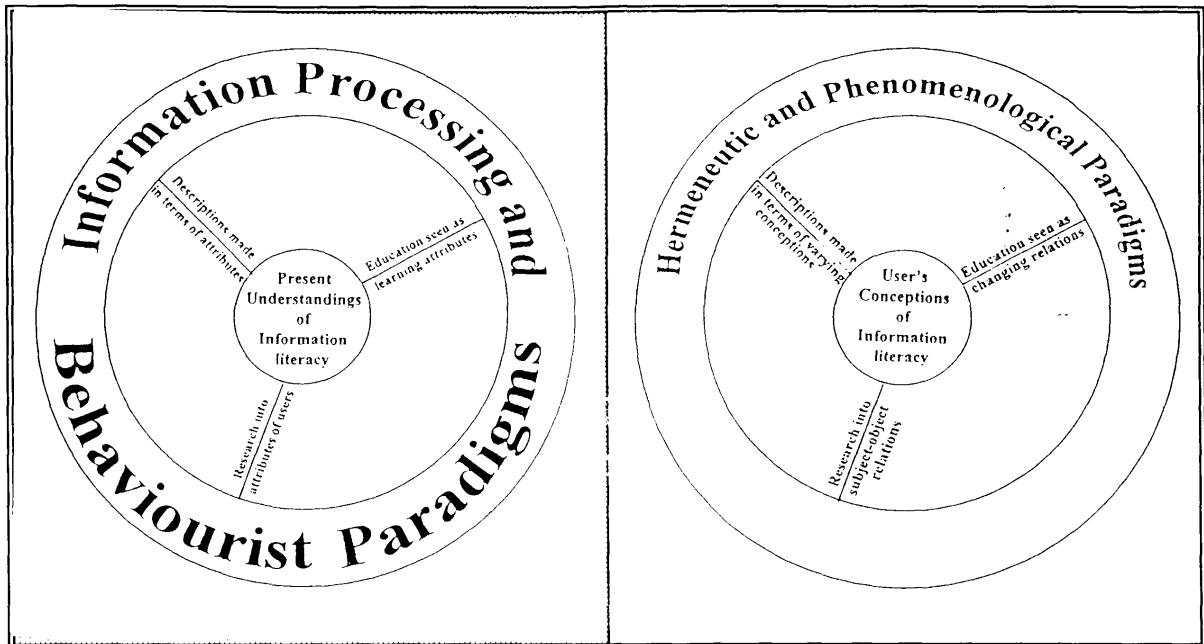 Information Processing and
Behaviourist Paradigms
Descriptions made
in terms of attributes
Education seen as
learning attributes
Present
Understandings
of
Information
literacy
Research into
attributes of users
Hermeneutic and Phenomenological Paradigms
Descriptions made
in terms of varying
conceptions
Education seen as
changing relations
User's
Conceptions
of
Information
literacy
Research into
subject-object
relations